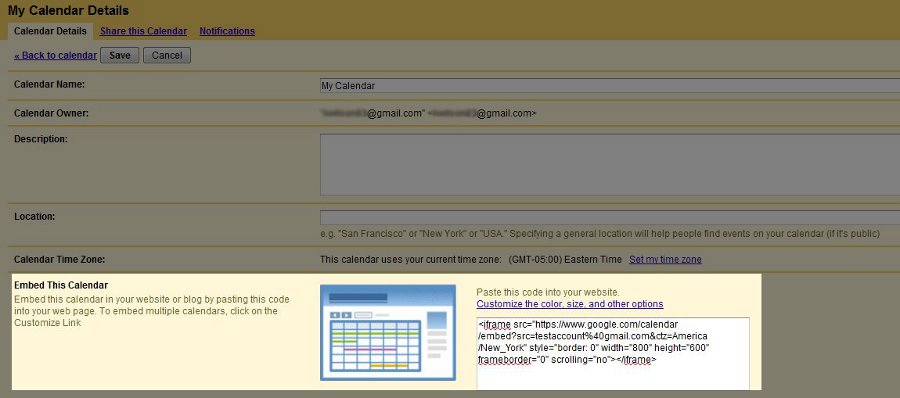 My Calendar Details
Calendar Details Share this Calendar Notifications
« Back to calendar Save Cancel
Calendar Name: My Calendar
Calendar Owner: @gmail.com" < @gmail.com>
Description:
Location:
e.g. "San Francisco" or "New York" or "USA." Specifying a general location will help people find events on your calendar (if it's public)
Calendar Time Zone: This calendar uses your current time zone: (GMT-05:00) Eastern Time Set my time zone
Embed This Calendar
Embed this calendar in your website or blog by pasting this code
into your web page. To embed multiple calendars, click on the
Customize Link
Paste this code into your website.
Customize the color, size, and other options
<iframe src="https://www.google.com/calendar
/embed?src=testaccount%40gmail.com&ctz=America
/New_York" style="border: 0" width="800" height="600"
frameborder="0" scrolling="no"></iframe>